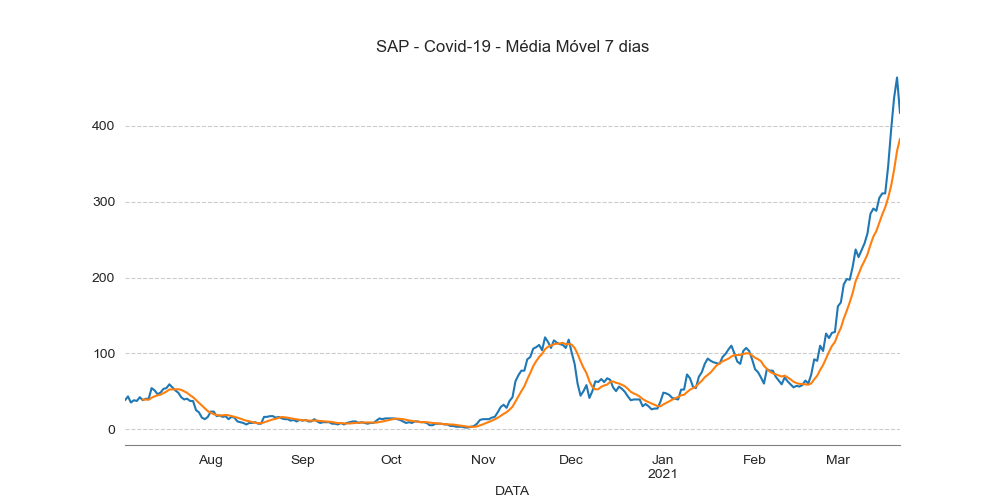 SAP - Covid-19 - Média Móvel 7 dias
400
300
200
100
0
Aug Sep Oct Nov Dec Jan Feb Mar
2021
DATA